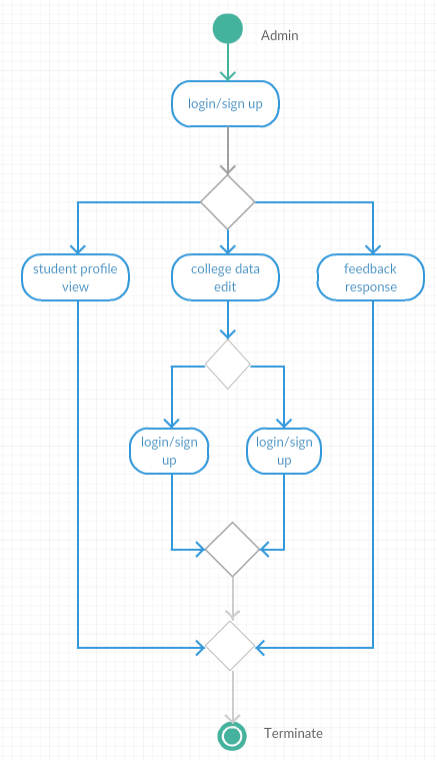 Admin
login/sign up
student profile
view
college data
edit
feedback
response
login/sign
up
login/sign
up
Terminate